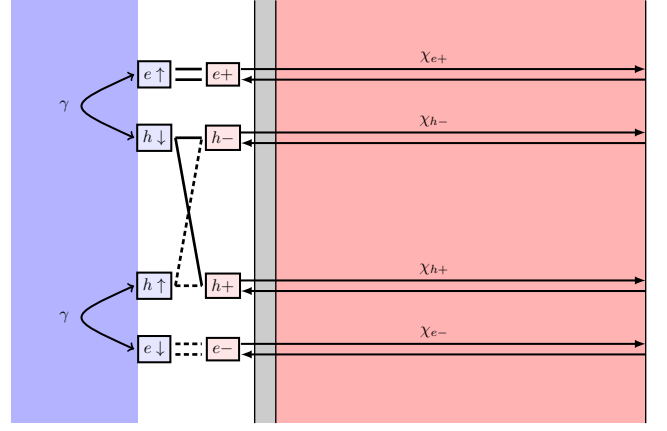 χe+
e ↑ e+
γ
χh−
h ↓ h−
χh+
h ↑ h+
γ
χe−
e ↓ e−